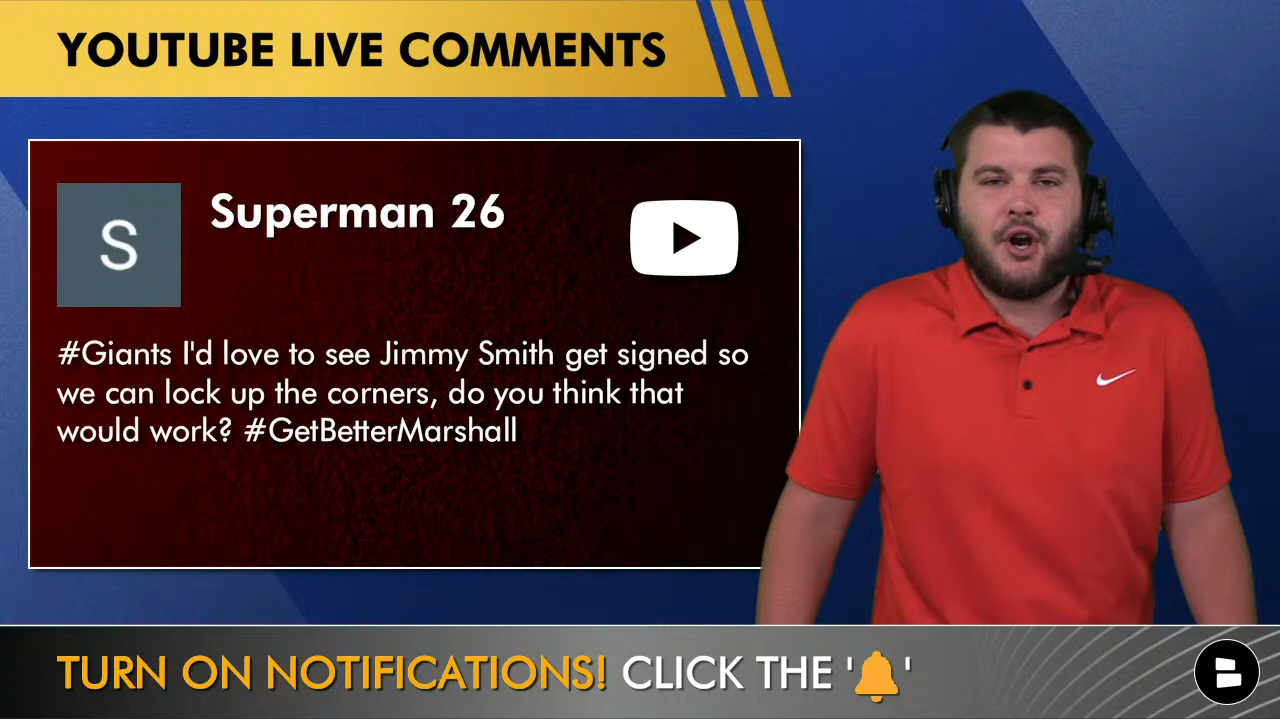 YOUTUBE LIVE COMMENTS
S
Superman 26
#Giants I'd love to see Jimmy Smith get signed so
we can lock up the corners, do you think that
would work? #GetBetterMarshall
TURN ON NOTIFICATIONS! CLICK THE ' '